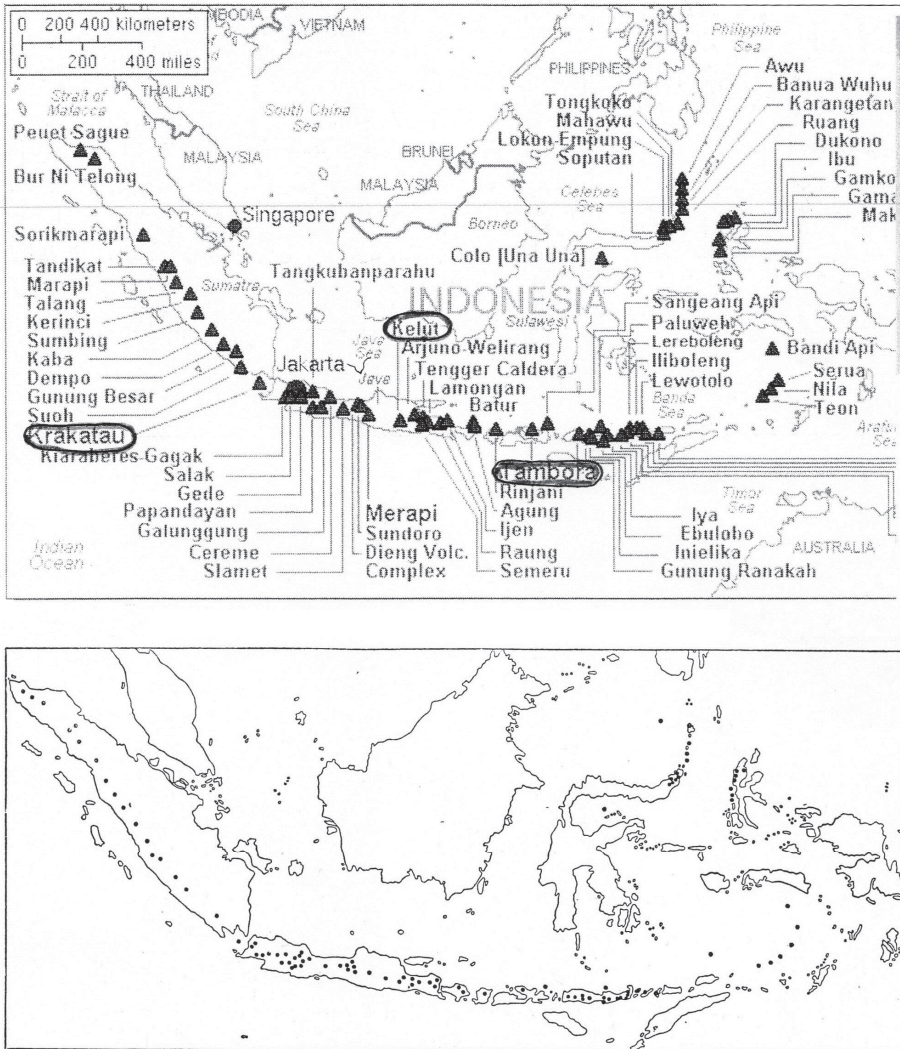 0 200 400 kilometers
0 200 400 miles
VIETNAM
THAILAND
Strait of
Malacca
South China
Sea
MALAYSIA
BRUNEI
MALAYSIA
Borneo
PHILIPPINES
Philippine
Sea
Celebes
Sea
Peuet Sague
Bur Ni Telong
Singapore
Sorikmarapi
Sumatra
Tandikat
Marapi
Talang
Kerinci
Sumbing
Kaba
Dempo
Gunung Besar
Suoh
Krakatau
Tangkubanparahu
INDONESIA
Jakarta
Java
Sea
Java
Kelut
Arjuno-Welirang
Tengger Caldera
Lamongan
Batur
Tongkoko
Mahawu
Lokon-Empung
Soputan
Awu
Banua Wuhu
Karangetan
Ruang
Dukono
Ibu
Gamko
Gama
Mak
Colo [Una Una]
Sulawesi
Sangeang Api
Paluweh
Lereboleng
Iliboleng
Lewotolo
Banda
Sea
Bandi Api
Serua
Nila
Teon
Kiarabetes-Gagak
Salak
Gede
Papandayan
Galunggung
Cereme
Slamet
Merapi
Sundoro
Dieng Volc.
Complex
Tambora
Rinjani
Agung
Ijen
Raung
Semeru
Iya
Ebulobo
Inielika
Gunung Ranakah
Timor
Sea
AUSTRALIA
Indian
Ocean